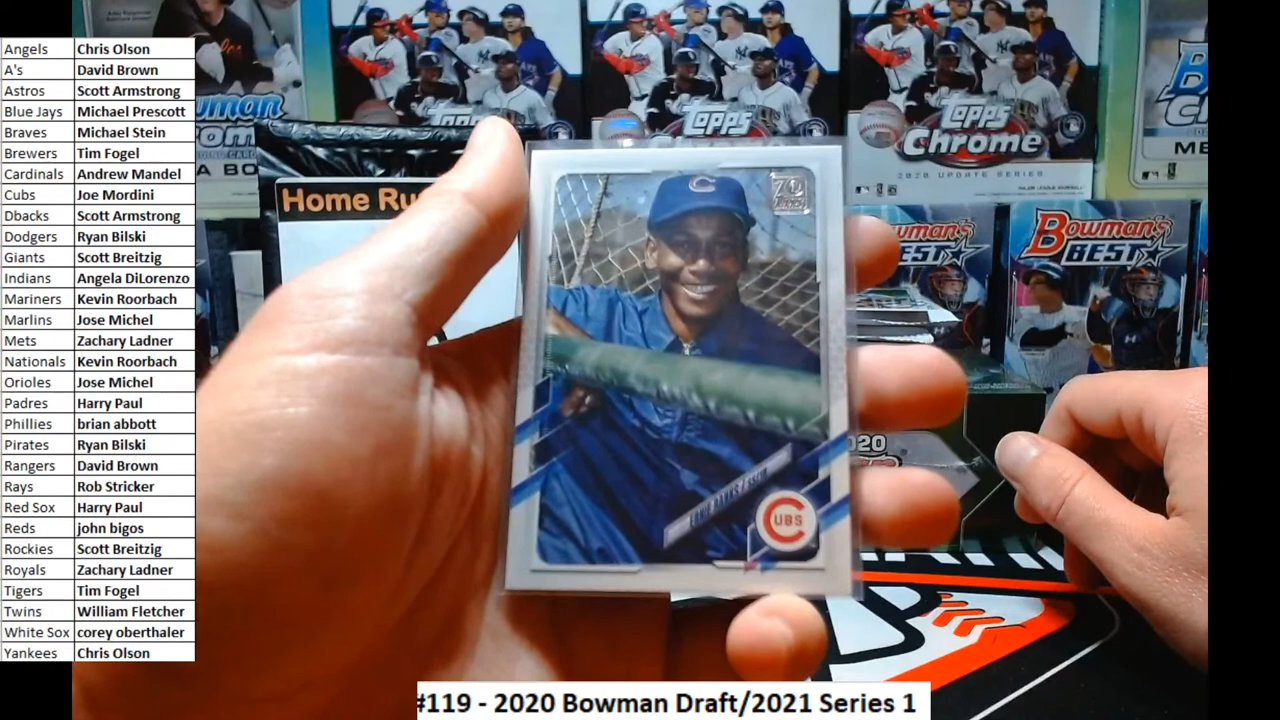 Angels Chris Olson
A's David Brown
Astros Scott Armstrong
Blue Jays Michael Prescott
Braves Michael Stein
Brewers Tim Fogel
Cardinals Andrew Mandel
Cubs Joe Mordini
Dbacks Scott Armstrong
Dodgers Ryan Bilski
Giants Scott Breitzig
Indians Angela DiLorenzo
Mariners Kevin Roorbach
Marlins Jose Michel
Mets Zachary Ladner
Nationals Kevin Roorbach
Orioles Jose Michel
Padres Harry Paul
Phillies brian abbott
Pirates Ryan Bilski
Rangers David Brown
Rays Rob Stricker
Red Sox Harry Paul
Reds john bigos
Rockies Scott Breitzig
Royals Zachary Ladner
Tigers Tim Fogel
Twins William Fletcher
White Sox corey oberthaler
Yankees Chris Olson
Topps
Topps
Chrome
2020 UPDATE SERIES
Home Ru
70
ERNIE BANKS
CUBS
Bowman's
BEST
#119 - 2020 Bowman Draft/2021 Series 1